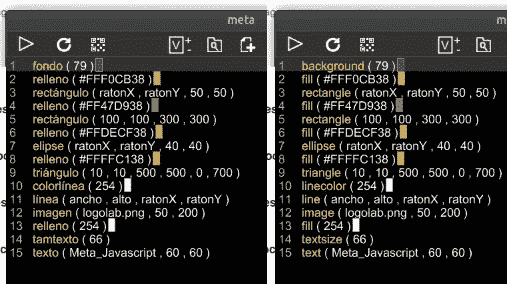 meta
1 fondo ( 79 )
2 relleno ( #FFF0CB38 )
3 rectángulo ( ratonX , ratonY , 50 , 50 )
4 relleno ( #FF47D938 )
5 rectángulo ( 100 , 100 , 300 , 300 )
6 relleno ( #FFDECF38 )
7 elipse ( ratonX , ratonY , 40 , 40 )
8 relleno ( #FFFFC138 )
9 triángulo ( 10 , 10 , 500 , 500 , 0 , 700 )
10 colorlínea ( 254 )
11 línea ( ancho , alto , ratonX , ratonY )
12 imagen ( logolab.png , 50 , 200 )
13 relleno ( 254 )
14 tamtexto ( 66 )
15 texto ( Meta_Javascript , 60 , 60 )
meta
1 background ( 79 )
2 fill ( #FFF0CB38 )
3 rectangle ( ratonX , ratonY , 50 , 50 )
4 fill ( #FF47D938 )
5 rectangle ( 100 , 100 , 300 , 300 )
6 fill ( #FFDECF38 )
7 ellipse ( ratonX , ratonY , 40 , 40 )
8 fill ( #FFFFC138 )
9 triangle ( 10 , 10 , 500 , 500 , 0 , 700 )
10 linecolor ( 254 )
11 line ( ancho , alto , ratonX , ratonY )
12 image ( logolab.png , 50 , 200 )
13 fill ( 254 )
14 textsize ( 66 )
15 text ( Meta_Javascript , 60 , 60 )